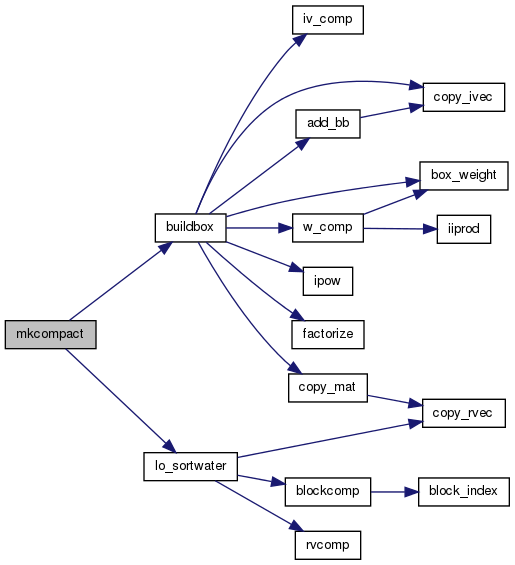 iv_comp
copy_ivec
add_bb
box_weight
buildbox
w_comp
iiprod
ipow
mkcompact
factorize
copy_mat
copy_rvec
lo_sortwater
blockcomp
block_index
rvcomp